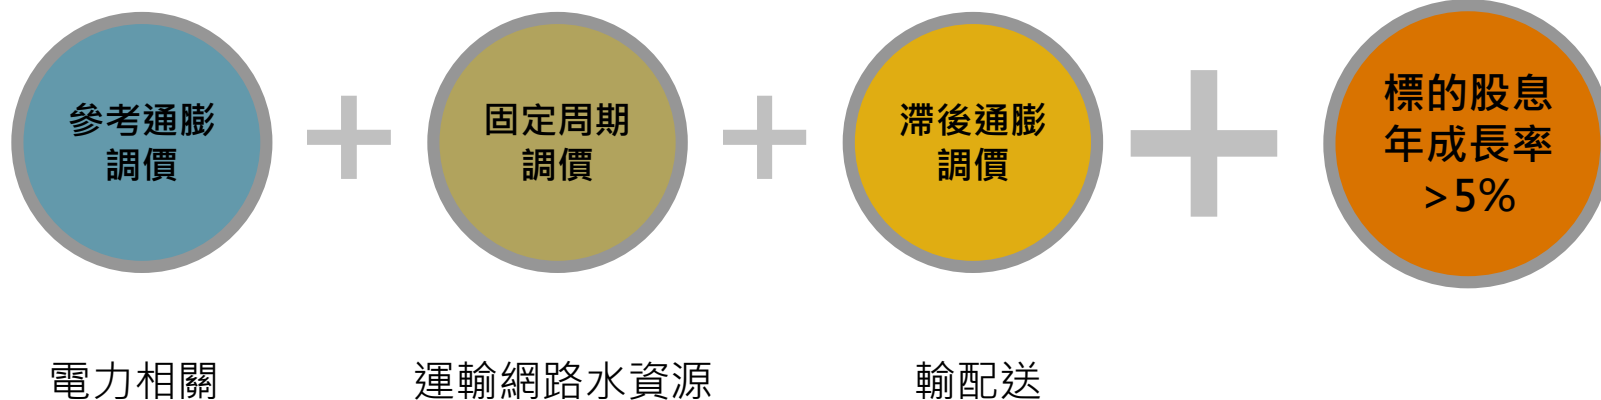 參考通膨
調價
固定周期
調價
滯後通膨
調價
標的股息
年成長率
>5%
電力相關
運輸網路水資源
輸配送